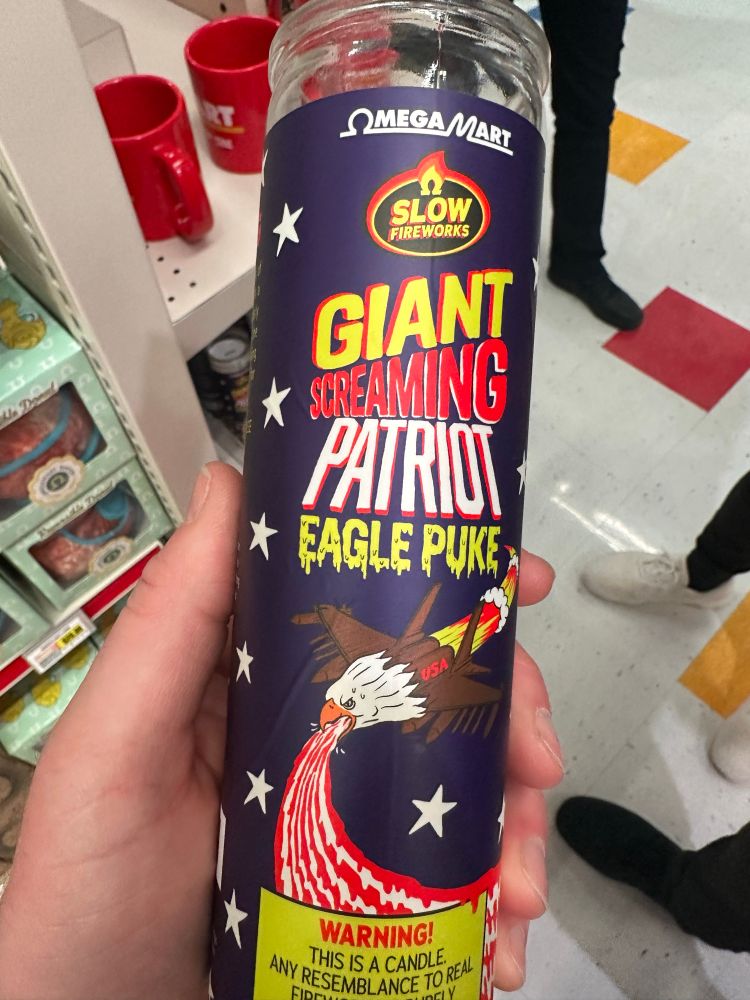 ΩMEGA MART
SLOW
FIREWORKS
GIANT
SCREAMING
PATRIOT
EAGLE PUKE
USA
WARNING!
THIS IS A CANDLE.
ANY RESEMBLANCE TO REAL